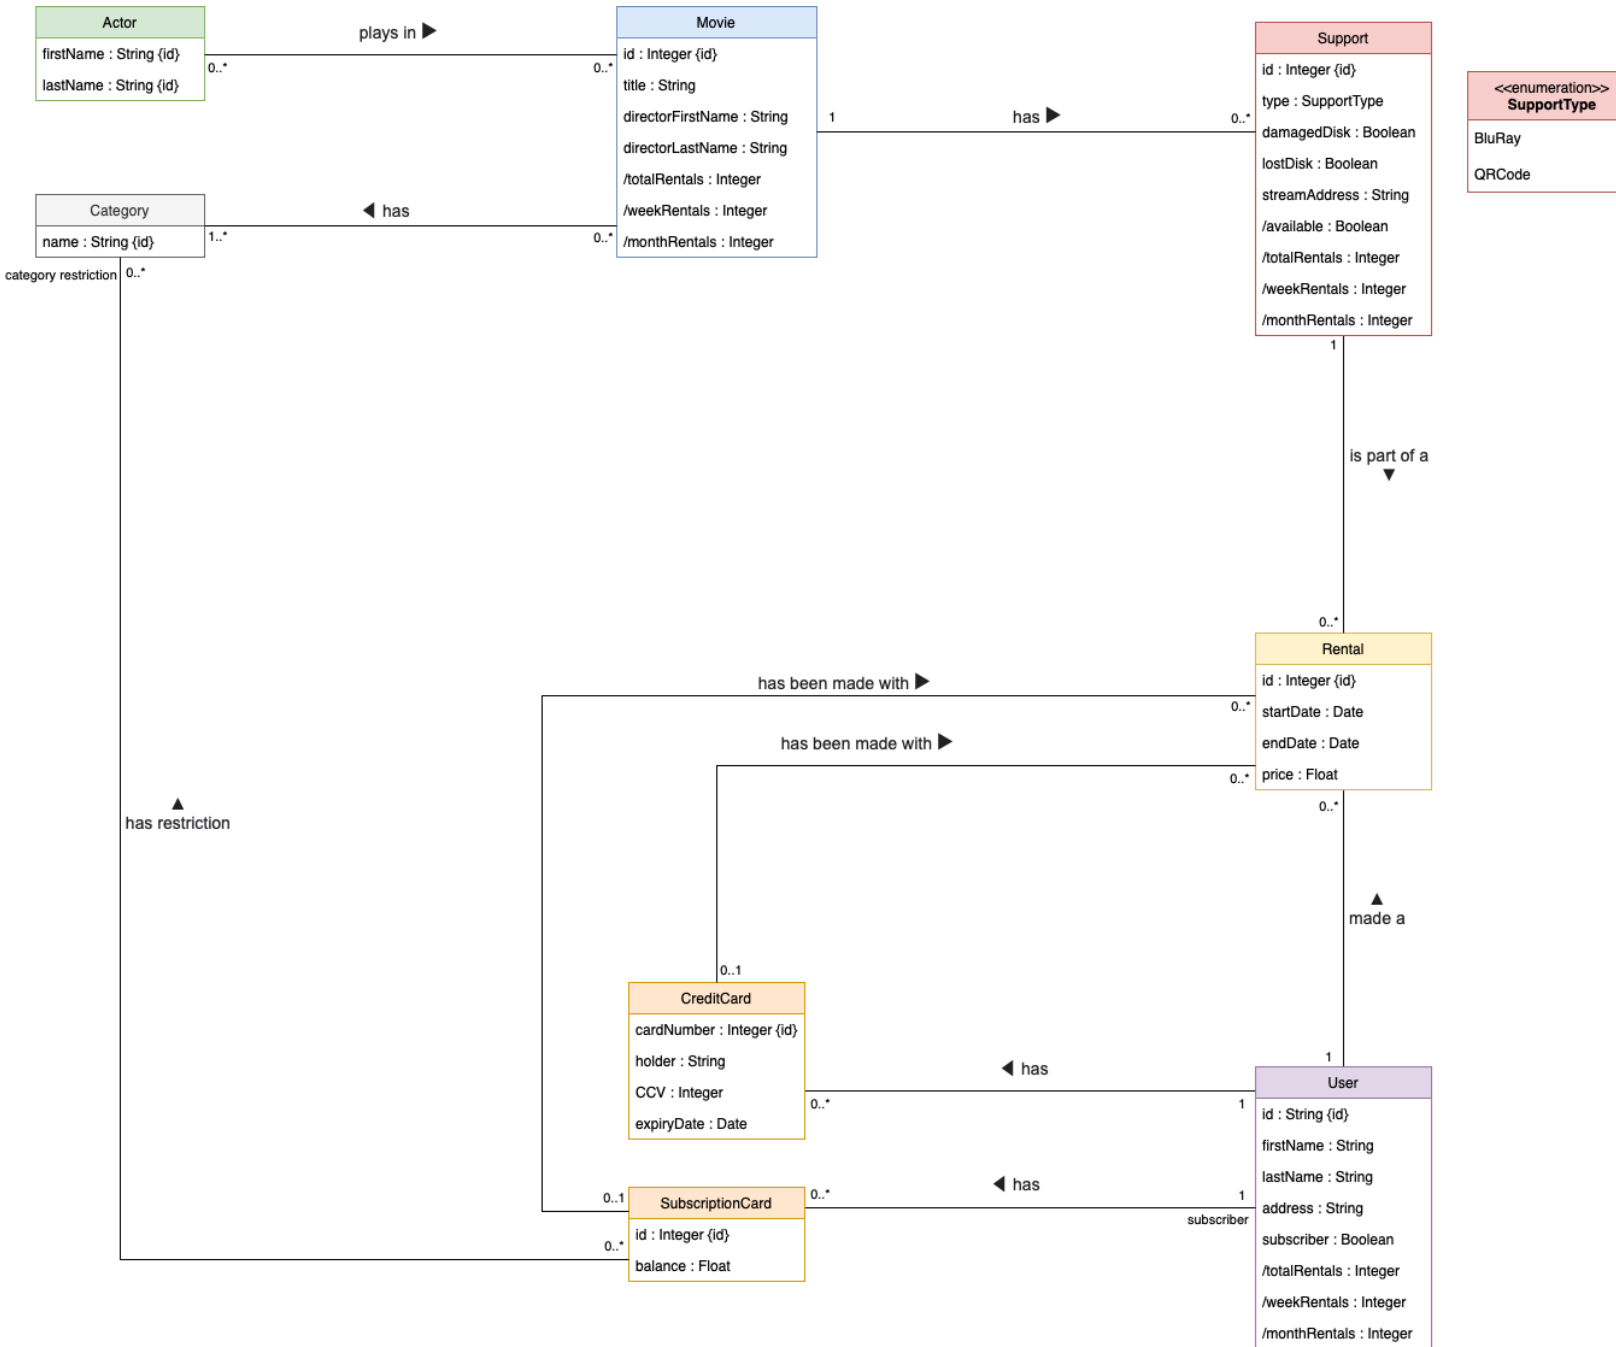 Actor
firstName : String {id}
lastName : String {id}
plays in ▶
0..*
0..*
Movie
id : Integer {id}
title : String
directorFirstName : String
directorLastName : String
/totalRentals : Integer
/weekRentals : Integer
/monthRentals : Integer
1
has ▶
0..*
Support
id : Integer {id}
type : SupportType
damagedDisk : Boolean
lostDisk : Boolean
streamAddress : String
/available : Boolean
/totalRentals : Integer
/weekRentals : Integer
/monthRentals : Integer
<<enumeration>>
SupportType
BluRay
QRCode
Category
name : String {id}
◀ has
1..*
0..*
category restriction
0..*
1
is part of a
▼
0..*
Rental
id : Integer {id}
startDate : Date
endDate : Date
price : Float
has been made with ▶
0..*
has been made with ▶
0..*
0..*
▲
has restriction
▲
made a
0..1
CreditCard
cardNumber : Integer {id}
holder : String
CCV : Integer
expiryDate : Date
◀ has
0..*
1
1
User
id : String {id}
firstName : String
lastName : String
address : String
subscriber : Boolean
/totalRentals : Integer
/weekRentals : Integer
/monthRentals : Integer
◀ has
0..*
1
subscriber
0..1
SubscriptionCard
id : Integer {id}
balance : Float
0..*